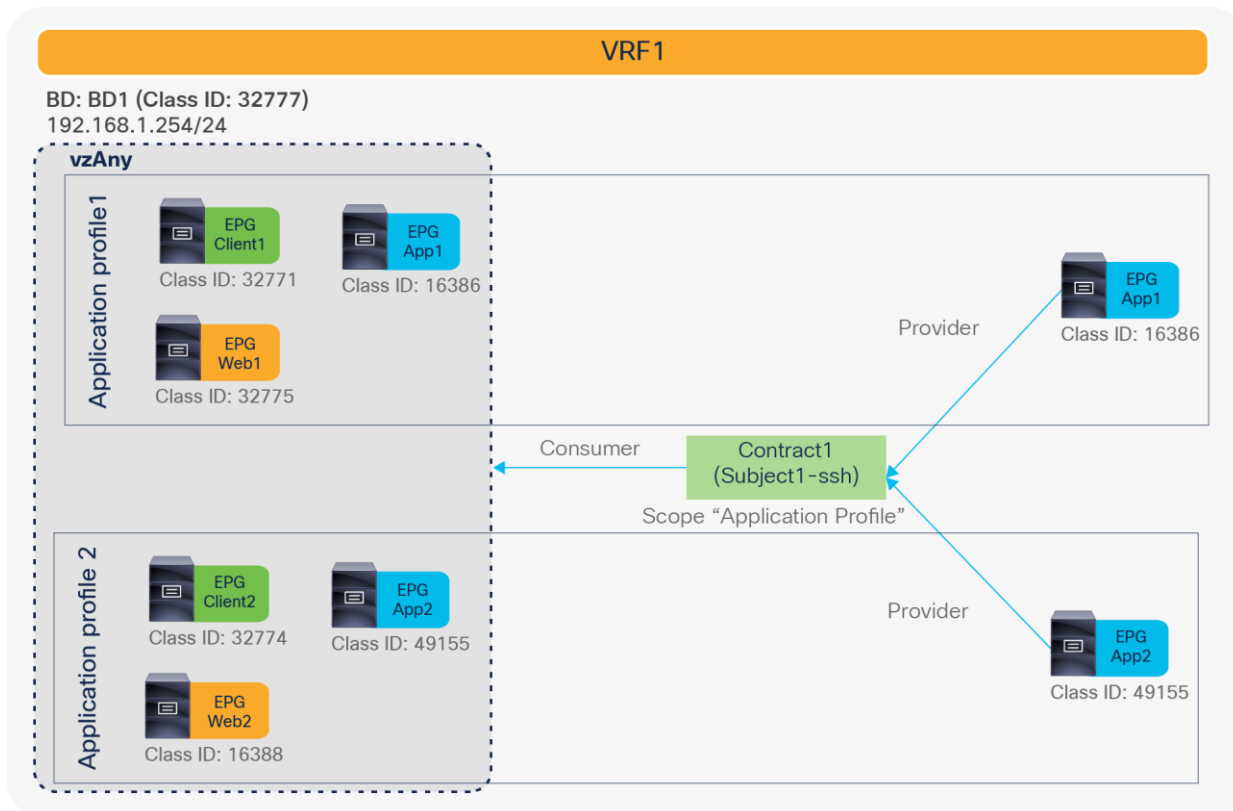 VRF1
BD: BD1 (Class ID: 32777)
192.168.1.254/24
vzAny
Application profile1
EPG
Client1
Class ID: 32771
EPG
App1
Class ID: 16386
EPG
Web1
Class ID: 32775
EPG
App1
Class ID: 16386
Provider
Consumer
Contract1
(Subject1-ssh)
Scope “Application Profile”
Application profile 2
EPG
Client2
Class ID: 32774
EPG
App2
Class ID: 49155
EPG
Web2
Class ID: 16388
Provider
EPG
App2
Class ID: 49155